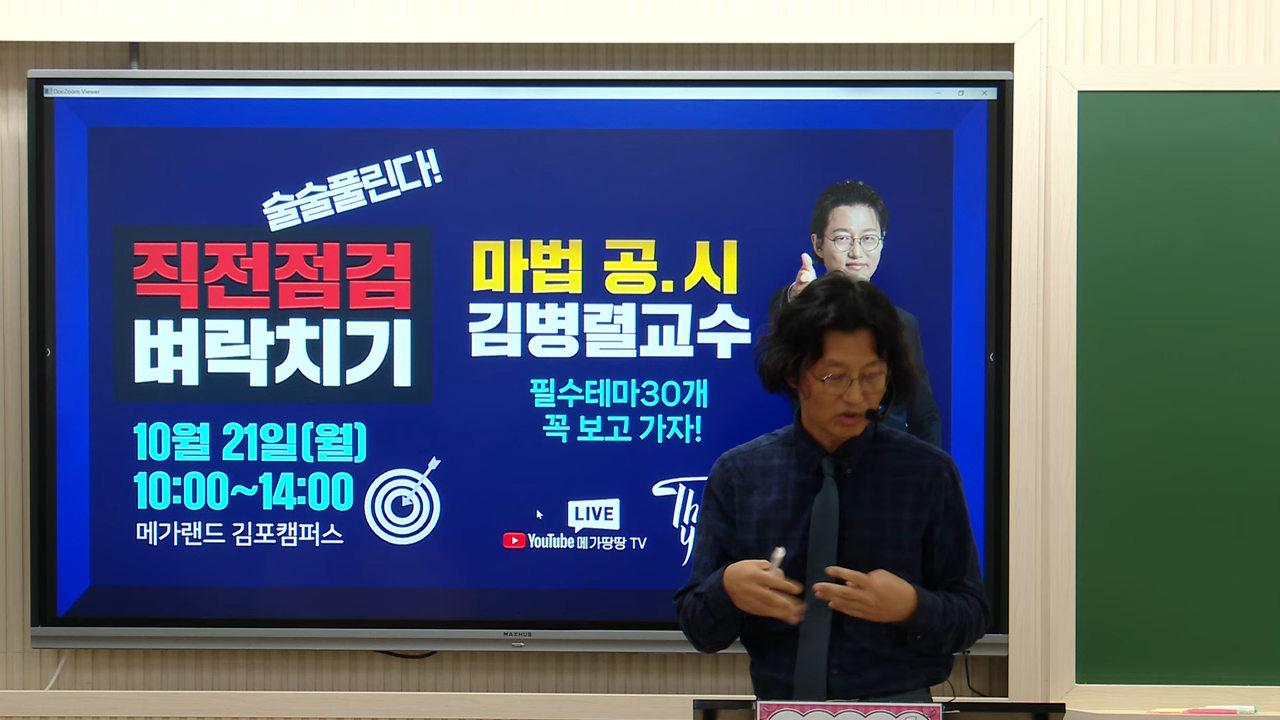 DocZoom Viewer
술술풀린다!
직전점검
벼락치기
10월 21일(월)
10:00~14:00
메가랜드 김포캠퍼스
마법 공.시
김병렬교수
필수테마30개
꼭 보고 가자!
LIVE
YouTube 메가땅땅 TV
Th
y
MAXHUB